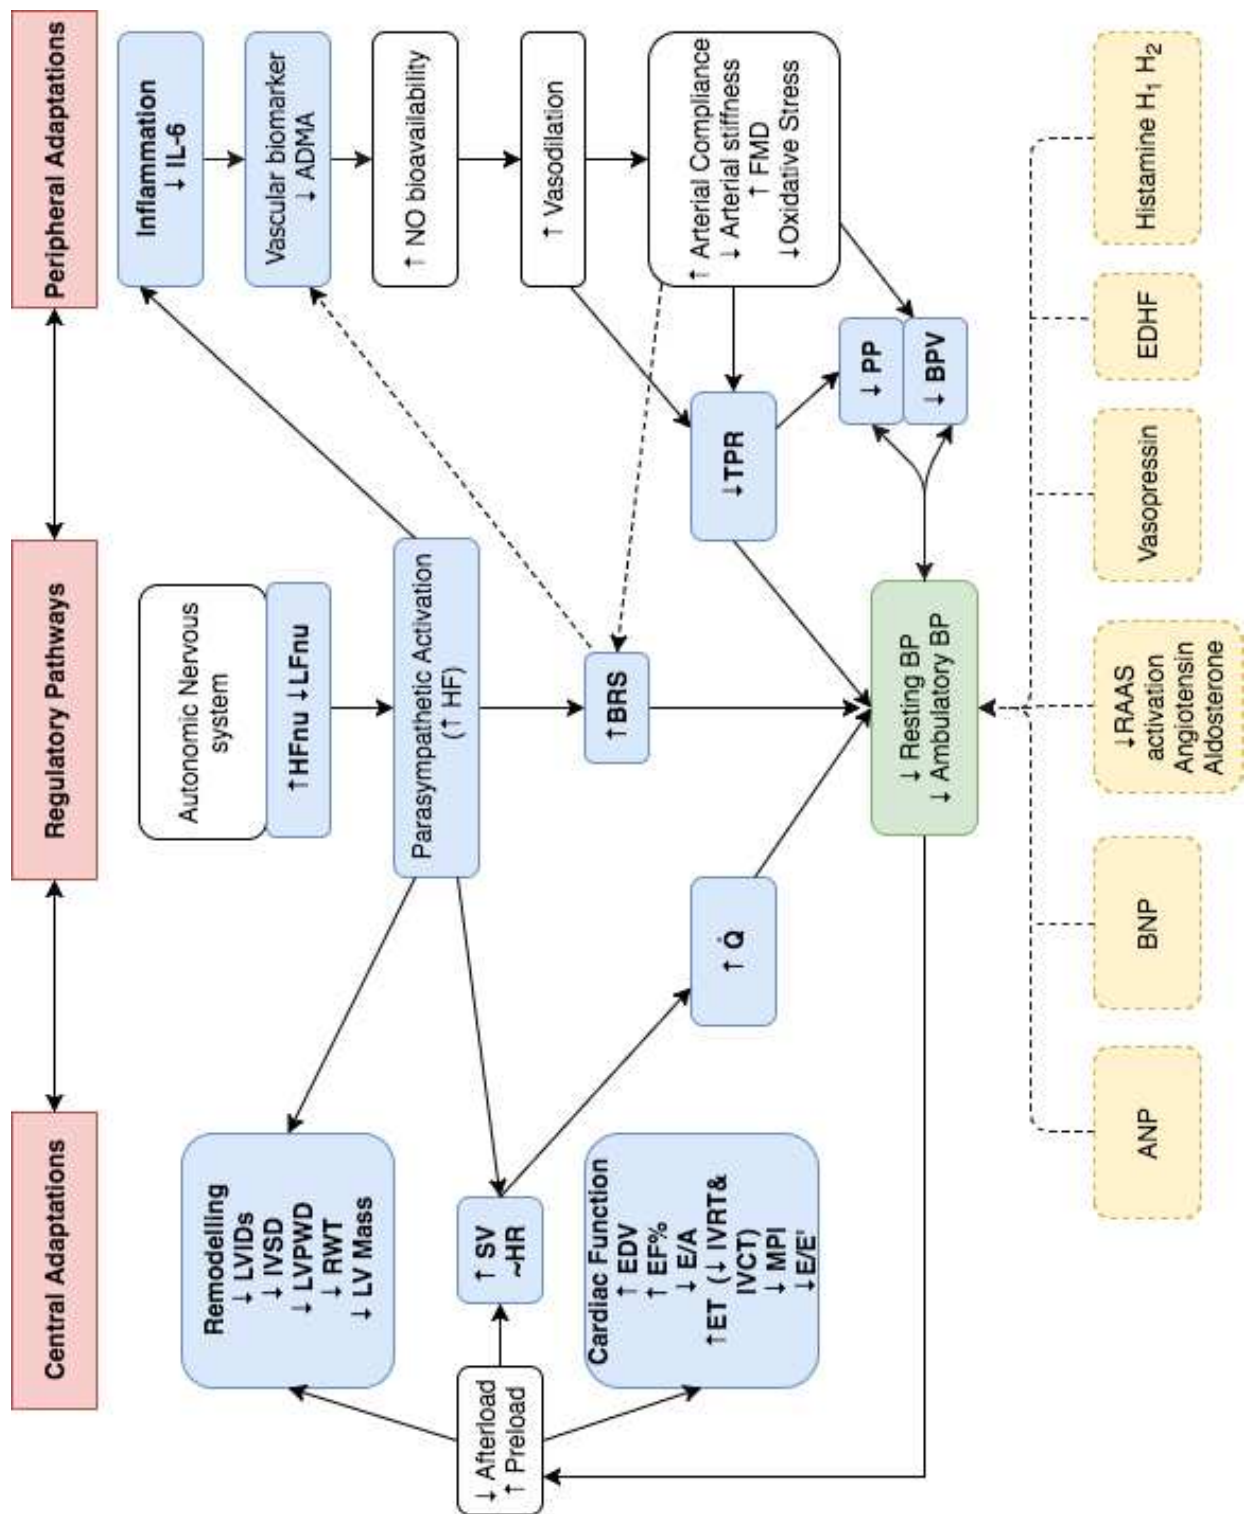 Central Adaptations
Regulatory Pathways
Peripheral Adaptations
Remodelling
↓ LVIDs
↓ IVSD
↓ LVPWD
↓ RWT
↓ LV Mass
Autonomic Nervous
system
↑HFnu ↓LFnu
Inflammation
↓ IL-6
Vascular biomarker
↓ ADMA
Parasympathetic Activation
(↑ HF)
↑ NO bioavailability
↓ Afterload
↑ Preload
↑ SV
~HR
↑ Vasodilation
Cardiac Function
↑ EDV
↑ EF%
↓ E/A
↑ET (↓ IVRT&
IVCT)
↓ MPI
↓E/E'
↑BRS
↑ Arterial Compliance
↓ Arterial stiffness
↑ FMD
↓Oxidative Stress
↑ Q̇
↓TPR
↓ PP
↓ BPV
↓ Resting BP
↓ Ambulatory BP
ANP
BNP
↓RAAS
activation
Angiotensin
Aldosterone
Vasopressin
EDHF
Histamine H₁ H₂